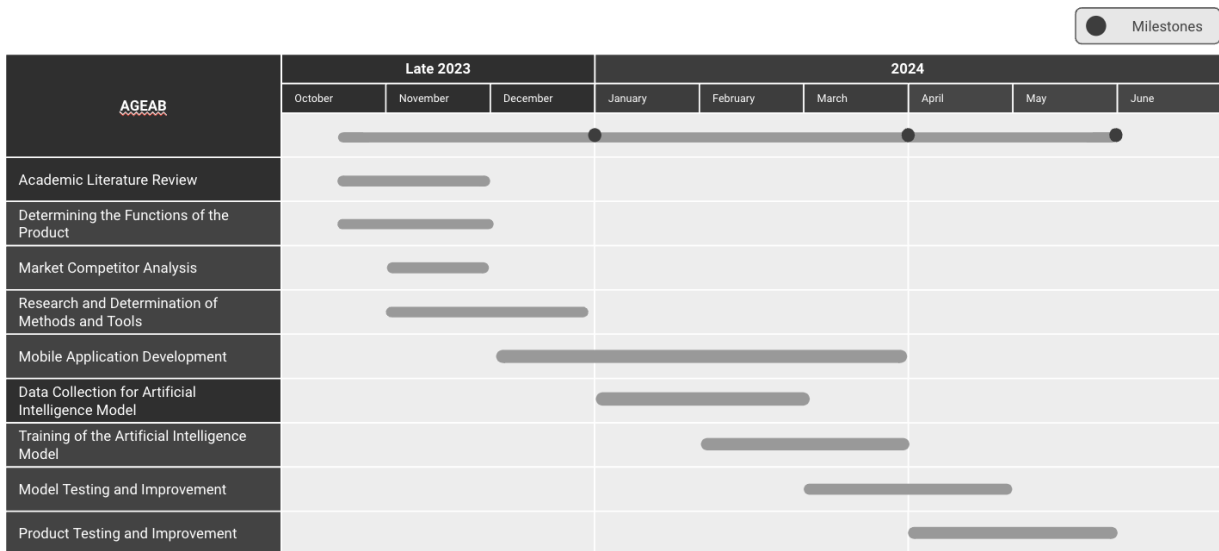 Milestones
Late 2023
2024
AGEAB
October
November
December
January
February
March
April
May
June
Academic Literature Review
Determining the Functions of the
Product
Market Competitor Analysis
Research and Determination of
Methods and Tools
Mobile Application Development
Data Collection for Artificial
Intelligence Model
Training of the Artificial Intelligence
Model
Model Testing and Improvement
Product Testing and Improvement